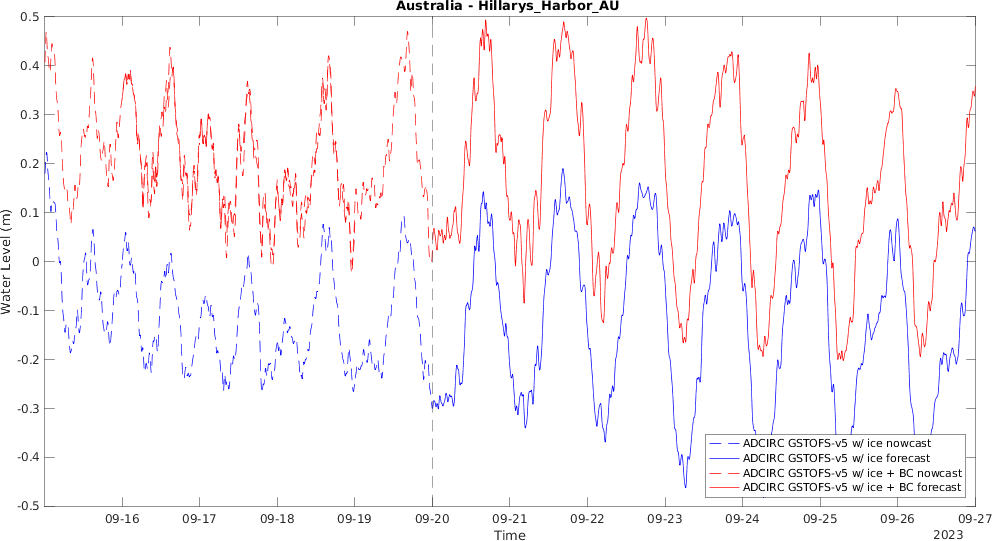 Australia - Hillarys_Harbor_AU
Water Level (m)
0.5
0.4
0.3
0.2
0.1
0
-0.1
-0.2
-0.3
-0.4
-0.5
ADCIRC GSTOFS-v5 w/ ice nowcast
ADCIRC GSTOFS-v5 w/ ice forecast
ADCIRC GSTOFS-v5 w/ ice + BC nowcast
ADCIRC GSTOFS-v5 w/ ice + BC forecast
09-16 09-17 09-18 09-19 09-20 09-21 09-22 09-23 09-24 09-25 09-26 09-27
Time
2023